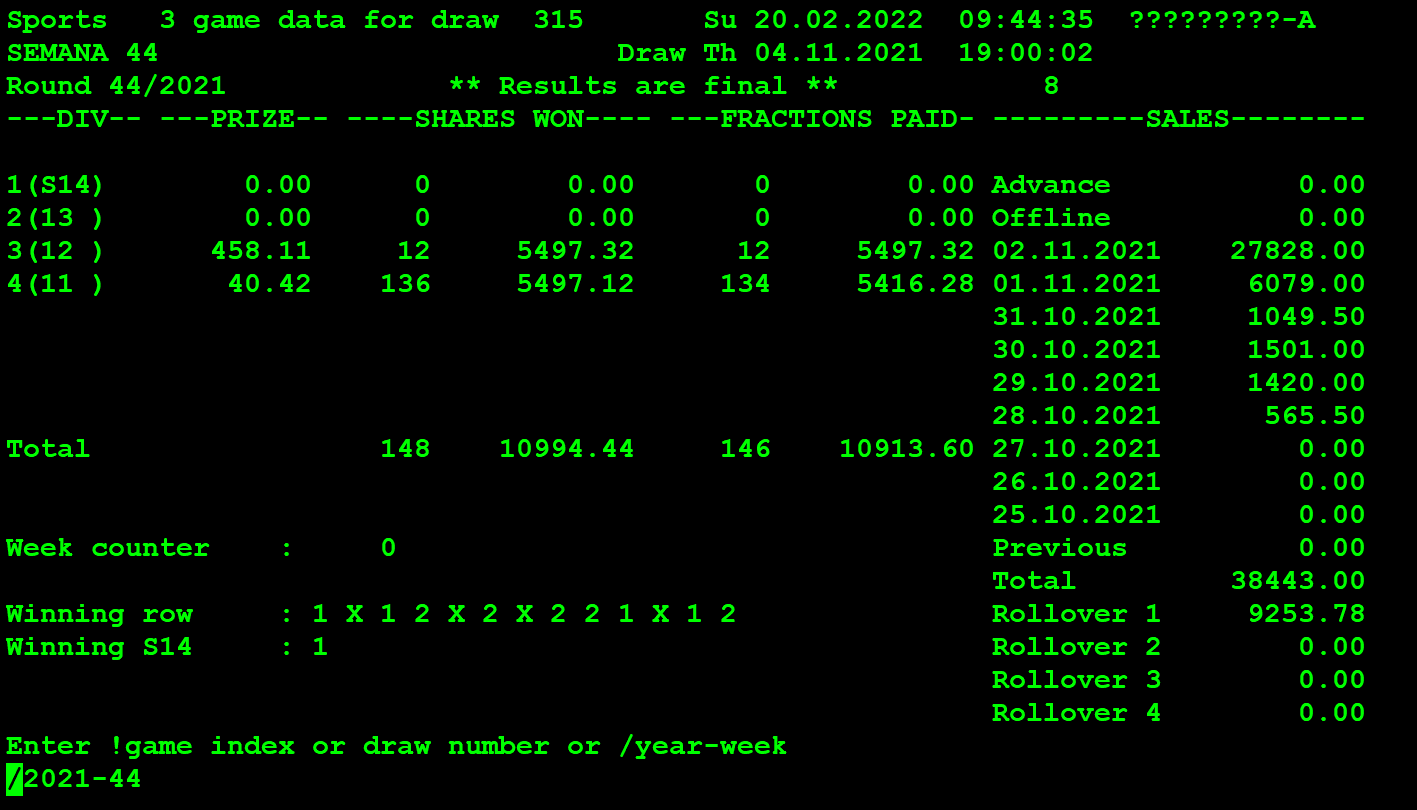 Sports   3 game data for draw  315       Su 20.02.2022  09:44:35  ?????????-A
SEMANA 44                           Draw Th 04.11.2021  19:00:02
Round 44/2021             ** Results are final **            8
---DIV-- ---PRIZE-- ----SHARES WON---- ---FRACTIONS PAID- ---------SALES--------
1(S14)        0.00      0        0.00       0        0.00 Advance           0.00
2(13 )        0.00      0        0.00       0        0.00 Offline           0.00
3(12 )      458.11     12     5497.32      12     5497.32 02.11.2021    27828.00
4(11 )       40.42    136     5497.12     134     5416.28 01.11.2021     6079.00
31.10.2021     1049.50
30.10.2021     1501.00
29.10.2021     1420.00
28.10.2021      565.50
Total                 148    10994.44     146    10913.60 27.10.2021        0.00
26.10.2021        0.00
25.10.2021        0.00
Week counter    :     0                                   Previous          0.00
Total         38443.00
Winning row     : 1 X 1 2 X 2 X 2 2 1 X 1 2               Rollover 1     9253.78
Winning S14     : 1                                       Rollover 2        0.00
Rollover 3        0.00
Rollover 4        0.00
Enter !game index or draw number or /year-week
/2021-44